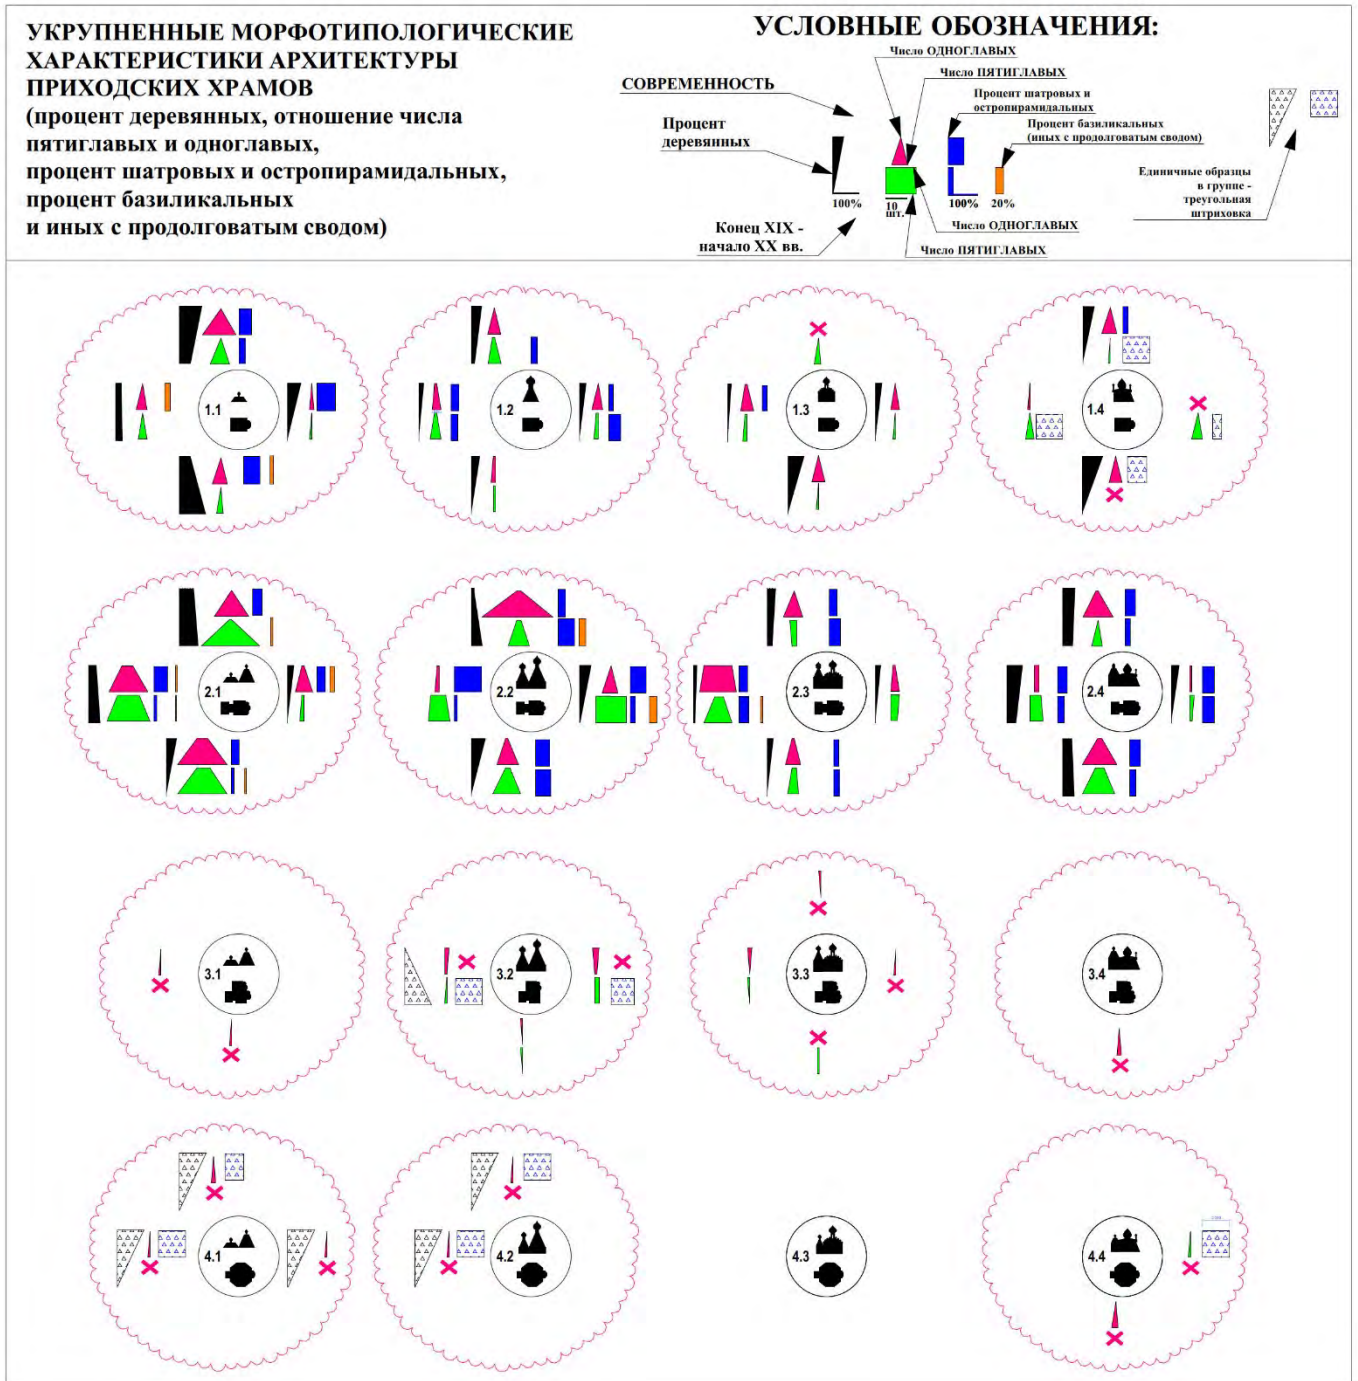 УКРУПНЕННЫЕ МОРФОТИПОЛОГИЧЕСКИЕ
ХАРАКТЕРИСТИКИ АРХИТЕКТУРЫ
ПРИХОДСКИХ ХРАМОВ
(процент деревянных, отношение числа
пятиглавых и одноглавых,
процент шатровых и остропирамидальных,
процент базиликальных
и иных с продолговатым сводом)
УСЛОВНЫЕ ОБОЗНАЧЕНИЯ:
Число ОДНОГЛАВЫХ
Число ПЯТИГЛАВЫХ
СОВРЕМЕННОСТЬ
Процент шатровых и
остропирамидальных
Процент
деревянных
Процент базиликальных
(иных с продолговатым сводом)
Единичные образцы
в группе -
треугольная
штриховка
100%
10
шт.
100%
20%
Конец XIX -
начало XX вв.
Число ОДНОГЛАВЫХ
Число ПЯТИГЛАВЫХ
1.1
1.2
1.3
1.4
2.1
2.2
2.3
2.4
3.1
3.2
3.3
3.4
4.1
4.2
4.3
4.4